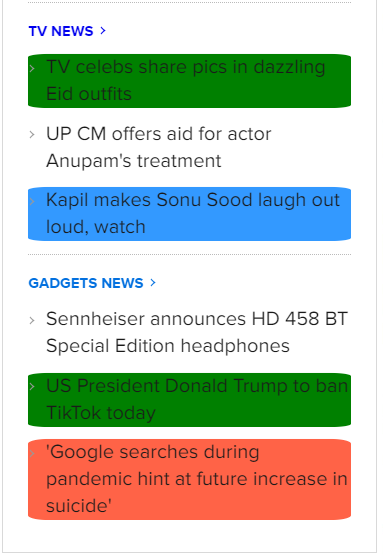 TV NEWS
TV celebs share pics in dazzling
Eid outfits
UP CM offers aid for actor
Anupam's treatment
Kapil makes Sonu Sood laugh out
loud, watch
GADGETS NEWS
Sennheiser announces HD 458 BT
Special Edition headphones
US President Donald Trump to ban
TikTok today
'Google searches during
pandemic hint at future increase in
suicide'